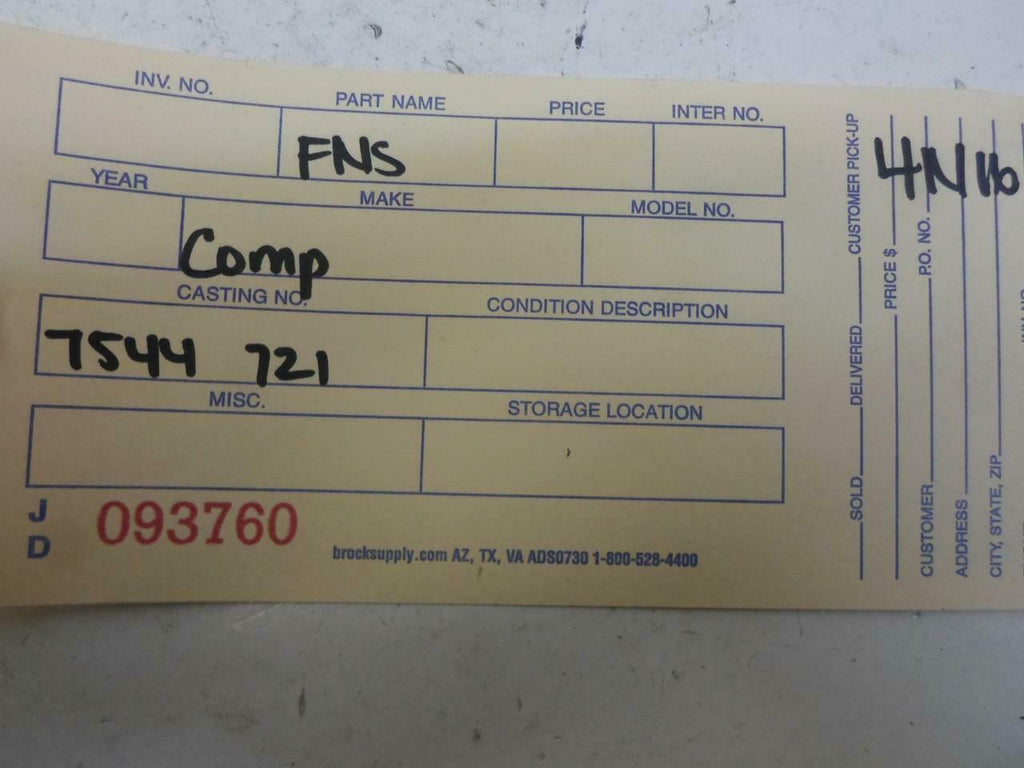 INV. NO. PART NAME PRICE INTER NO.
FNS
YEAR MAKE MODEL NO.
Comp
CASTING NO. CONDITION DESCRIPTION
7544 721
MISC. STORAGE LOCATION
J D
093760
brocksupply.com AZ, TX, VA ADS0730 1-800-528-4400
SOLD DELIVERED CUSTOMER PICK-UP
PRICE $
CUSTOMER P.O. NO.
ADDRESS
CITY, STATE, ZIP
4N